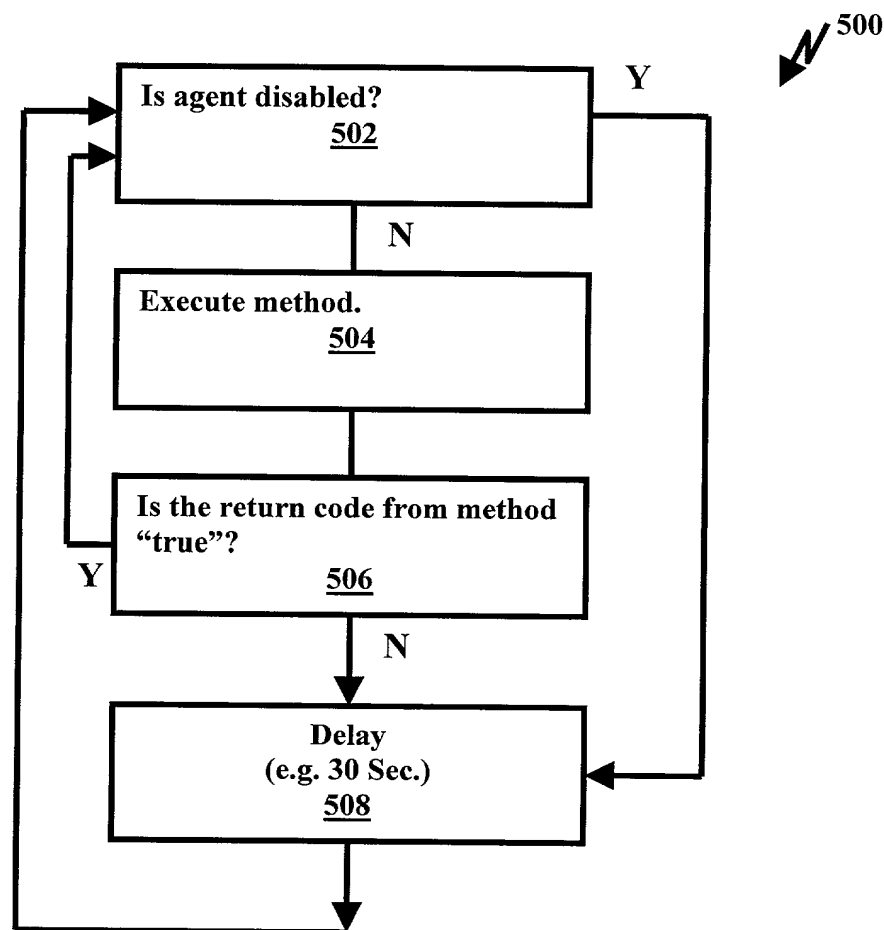 500
Is agent disabled?
502
Y
N
Execute method.
504
Is the return code from method
“true”?
506
Y
N
Delay
(e.g. 30 Sec.)
508